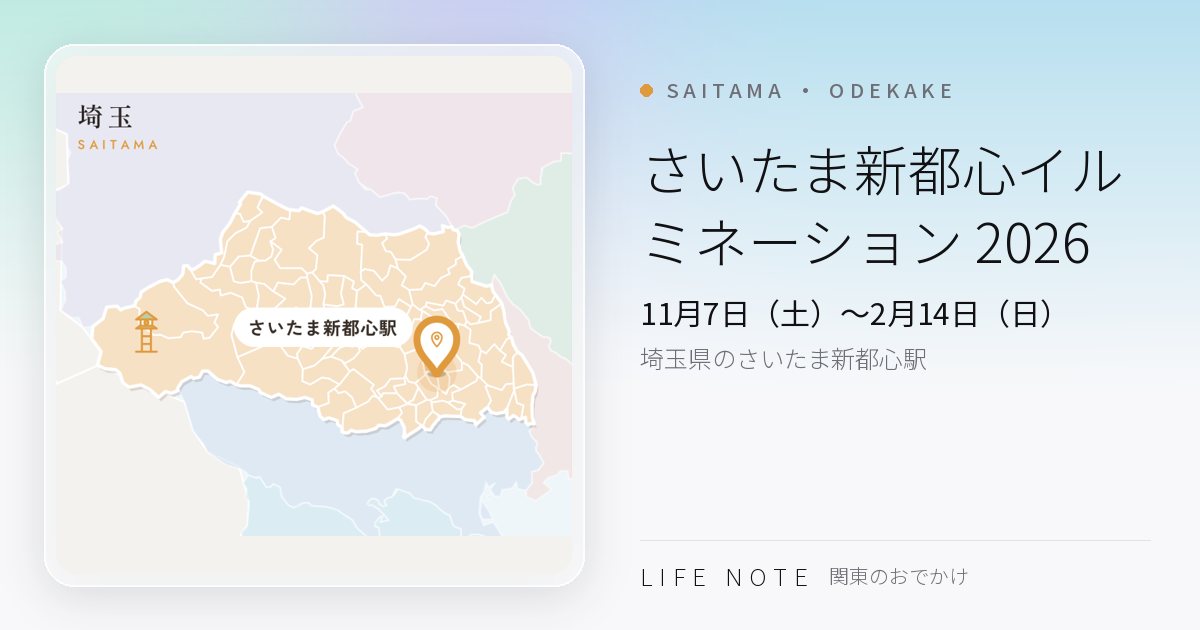 埼玉
SAITAMA
さいたま新都心駅
SAITAMA • ODEKAKE
さいたま新都心イル
ミネーション 2026
11月7日（土）〜2月14日（日）
埼玉県のさいたま新都心駅
LIFE NOTE 関東のおでかけ